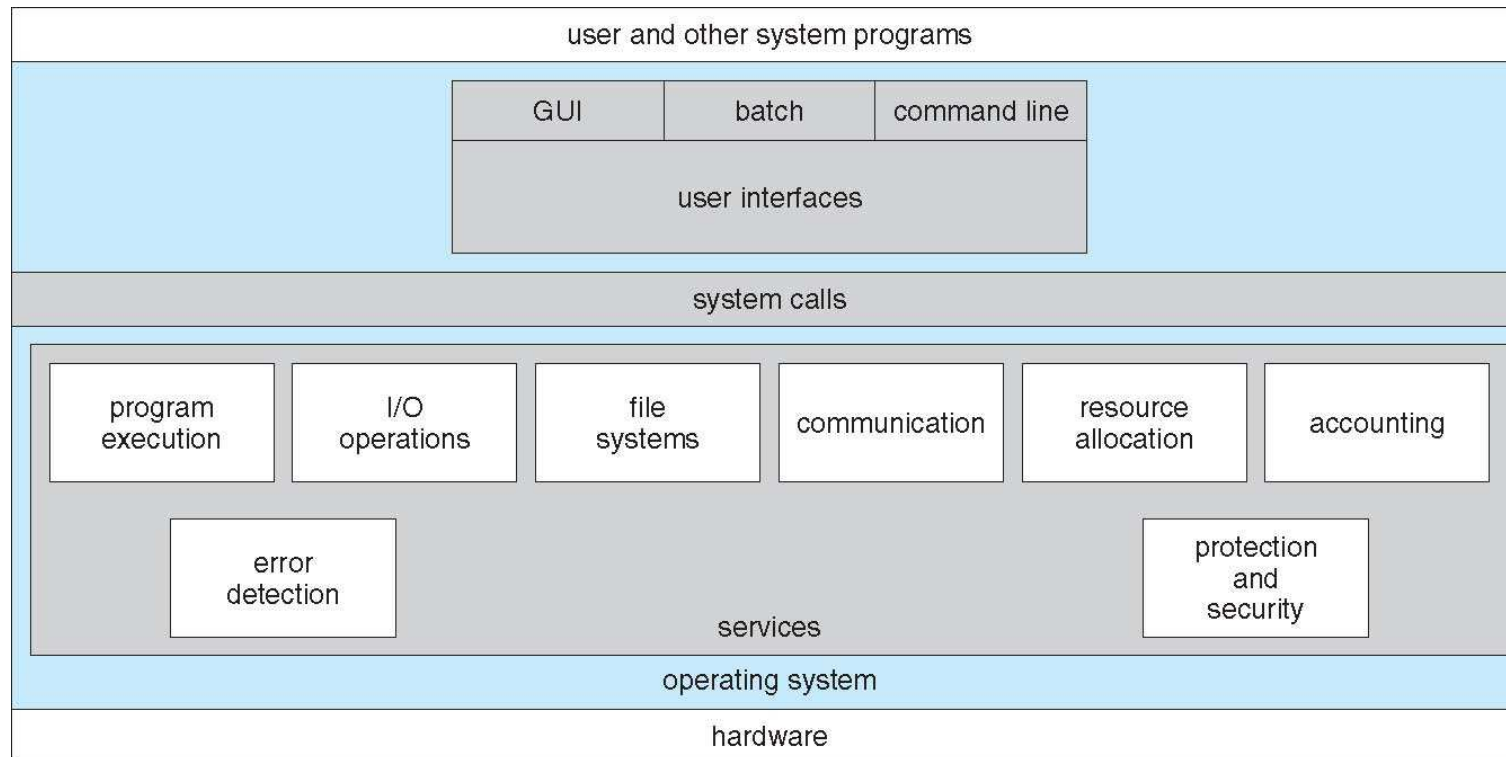 user and other system programs
GUI
batch
command line
user interfaces
system calls
program
execution
I/O
operations
file
systems
communication
resource
allocation
accounting
error
detection
protection
and
security
services
operating system
hardware